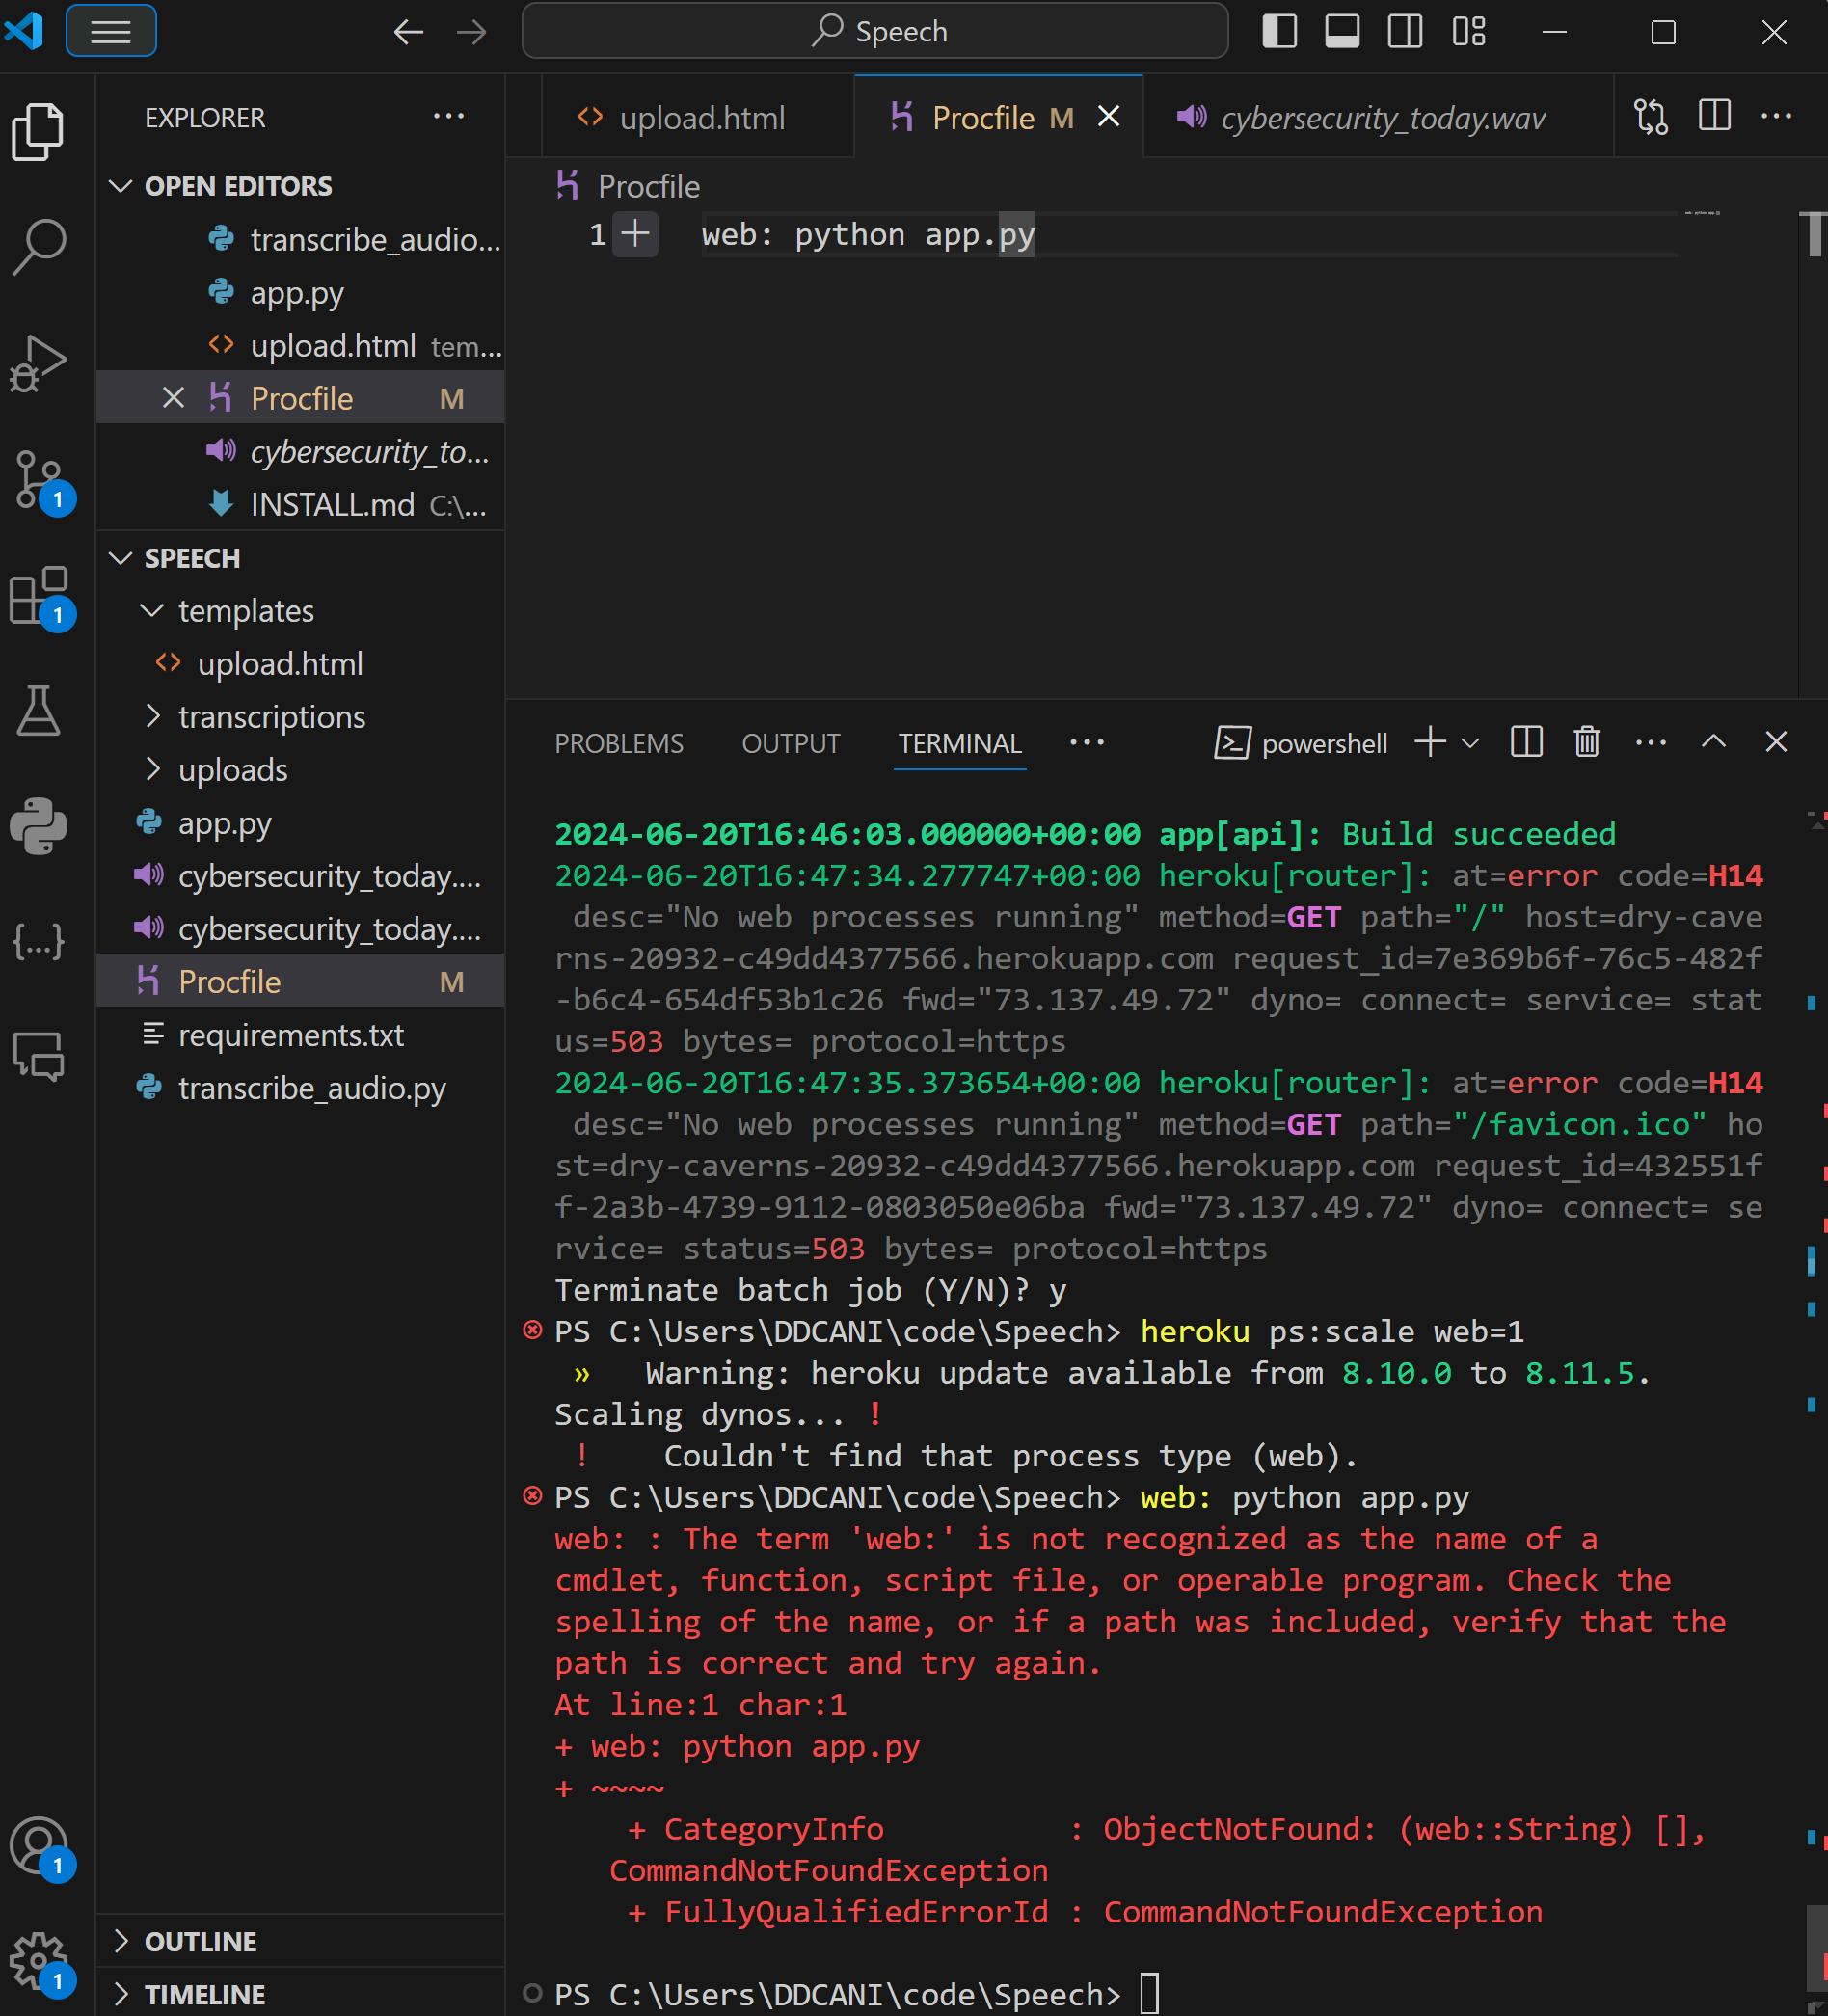 Speech
EXPLORER
OPEN EDITORS
transcribe_audio...
app.py
upload.html tem...
Procfile M
cybersecurity_to...
INSTALL.md C:\...
SPEECH
templates
upload.html
transcriptions
uploads
app.py
cybersecurity_today....
cybersecurity_today....
Procfile M
requirements.txt
transcribe_audio.py
OUTLINE
TIMELINE
1
1
1
1
{...}
upload.html
Procfile M
cybersecurity_today.wav
Procfile
1 web: python app.py
PROBLEMS OUTPUT TERMINAL
powershell
2024-06-20T16:46:03.000000+00:00 app[api]: Build succeeded
2024-06-20T16:47:34.277747+00:00 heroku[router]: at=error code=H14
desc="No web processes running" method=GET path="/" host=dry-cave
rns-20932-c49dd4377566.herokuapp.com request_id=7e369b6f-76c5-482f
-b6c4-654df53b1c26 fwd="73.137.49.72" dyno= connect= service= stat
us=503 bytes= protocol=https
2024-06-20T16:47:35.373654+00:00 heroku[router]: at=error code=H14
desc="No web processes running" method=GET path="/favicon.ico" ho
st=dry-caverns-20932-c49dd4377566.herokuapp.com request_id=432551f
f-2a3b-4739-9112-0803050e06ba fwd="73.137.49.72" dyno= connect= se
rvice= status=503 bytes= protocol=https
Terminate batch job (Y/N)? y
PS C:\Users\DDCANI\code\Speech> heroku ps:scale web=1
»   Warning: heroku update available from 8.10.0 to 8.11.5.
Scaling dynos... !
!    Couldn't find that process type (web).
PS C:\Users\DDCANI\code\Speech> web: python app.py
web: : The term 'web:' is not recognized as the name of a
cmdlet, function, script file, or operable program. Check the
spelling of the name, or if a path was included, verify that the
path is correct and try again.
At line:1 char:1
+ web: python app.py
+ ~~~~
+ CategoryInfo          : ObjectNotFound: (web::String) [],
CommandNotFoundException
+ FullyQualifiedErrorId : CommandNotFoundException
PS C:\Users\DDCANI\code\Speech>